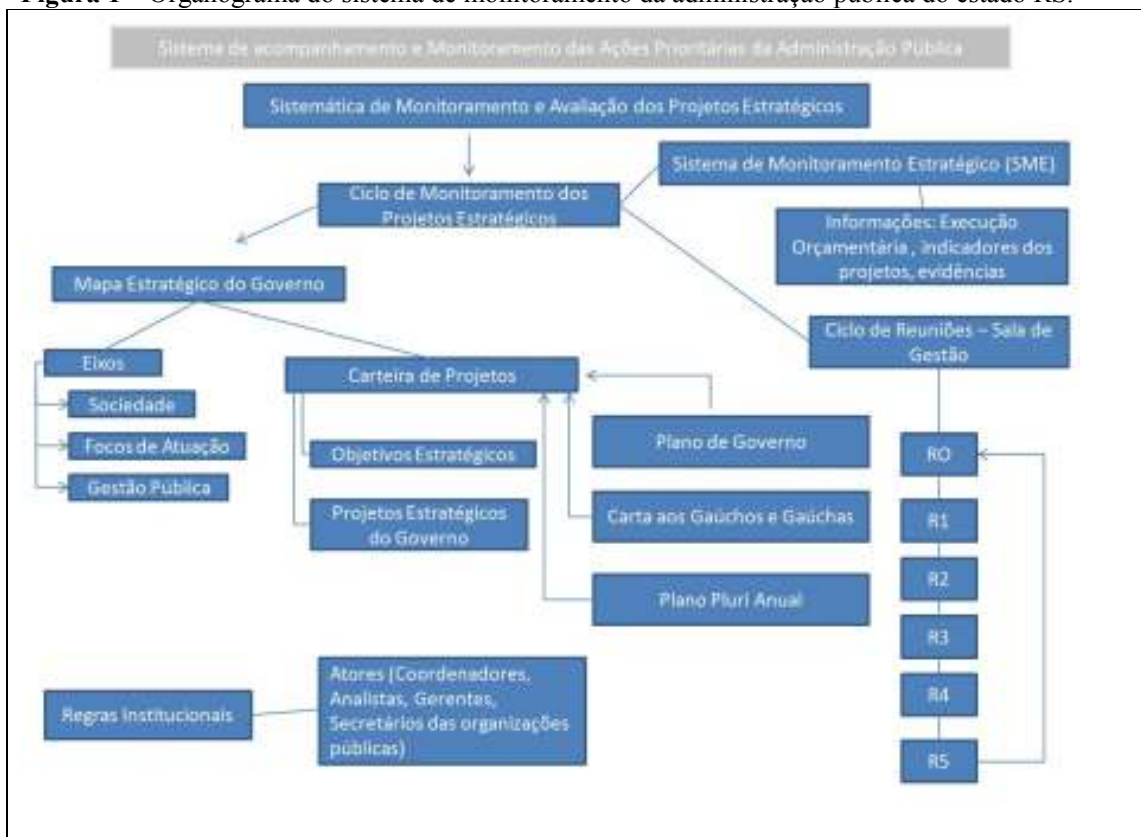 Figura 1 – Organograma do sistema de monitoramento da administração pública do estado RS.
Sistema de acompanhamento e Monitoramento das Ações Prioritárias da Administração Pública
Sistemática de Monitoramento e Avaliação dos Projetos Estratégicos
Sistema de Monitoramento Estratégico (SME)
Ciclo de Monitoramento dos
Projetos Estratégicos
Informações: Execução
Orçamentária , indicadores dos
projetos, evidências
Mapa Estratégico do Governo
Ciclo de Reuniões – Sala de
Gestão
Eixos
Carteira de Projetos
Sociedade
Focos de Atuação
Gestão Publica
Objetivos Estratégicos
Projetos Estratégicos
do Governo
Plano de Governo
Carta aos Gaúchos e Gaúchas
Plano Pluri Anual
RO
R1
R2
R3
R4
R5
Regras Institucionais
Atores (Coordenadores,
Analistas, Gerentes,
Secretários das organizações
públicas)